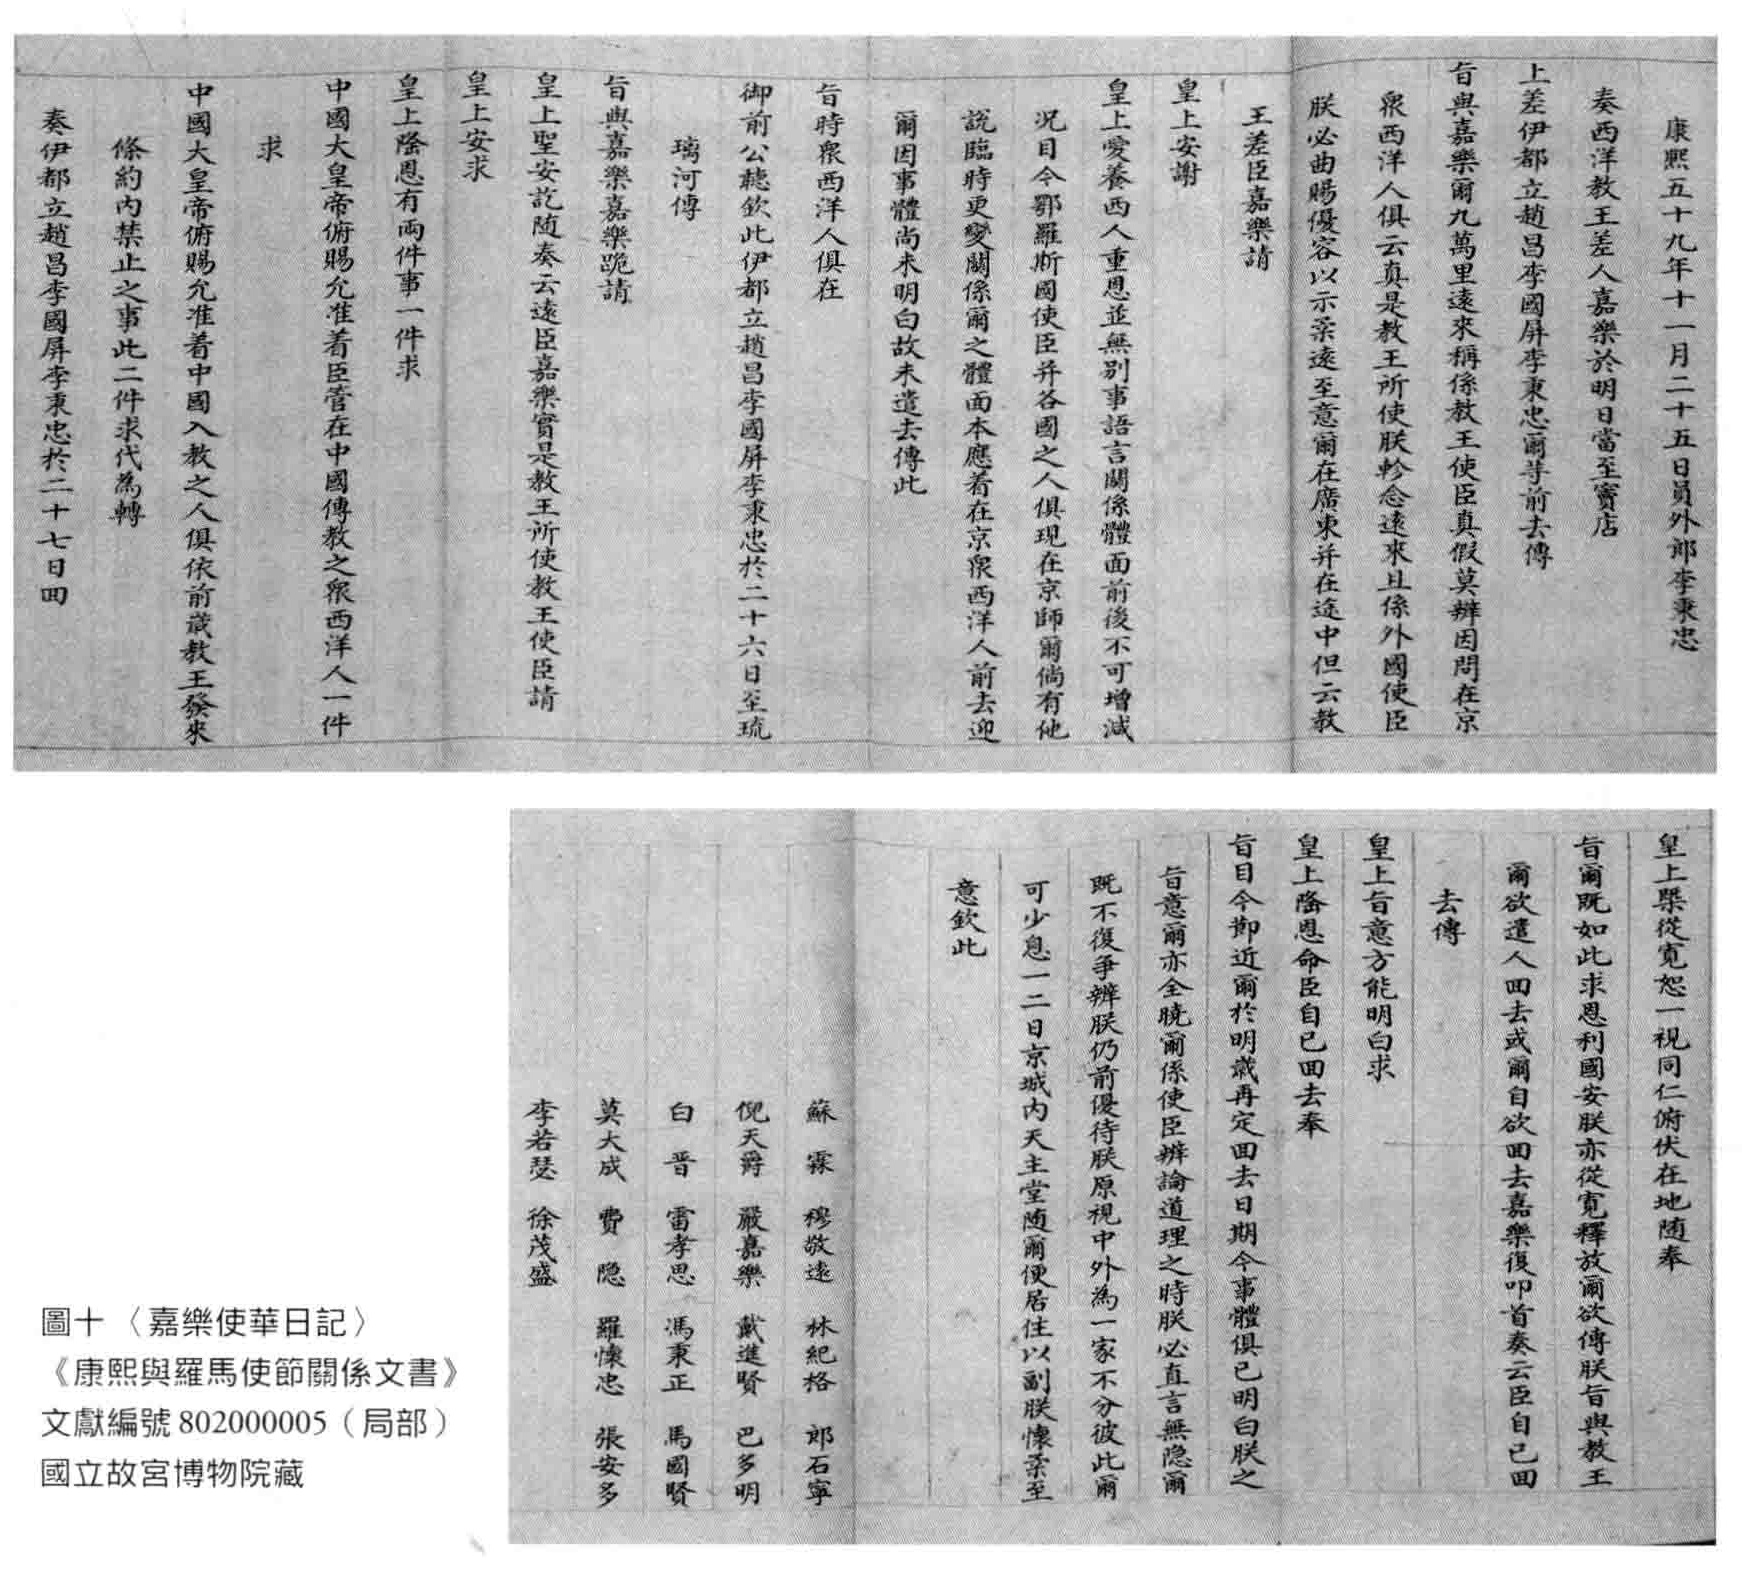 康熙五十九年十一月二十五日員外郎李秉忠
奏西洋教王差人嘉樂於明日當至竇店
上差伊都立趙昌李國屏李秉忠爾等前去傳
旨與嘉樂爾九萬里遠來稱係教王使臣真假莫辨因問在京
衆西洋人俱云真是教王所使朕軫念遠來且係外國使臣
朕必曲賜優容以示柔遠至意爾在廣東并在途中但云教
王差臣嘉樂請
皇上安謝
皇上愛養西人重恩並無別事語言關係體面前後不可增減
況目今鄂羅斯國使臣并各國之人俱現在京師爾倘有他
説臨時更變關係爾之體面本應着在京衆西洋人前去迎
爾因事體尚未明白故未遣去傳此
旨時衆西洋人俱在
御前公聽欽此伊都立趙昌李國屏李秉忠於二十六日至琉
璃河傳
旨與嘉樂嘉樂跪請
皇上聖安訖随奏云遠臣嘉樂實是教王所使教王使臣請
皇上安求
皇上隆恩有兩件事一件求
中國大皇帝俯賜允准着臣管在中國傳教之衆西洋人一件
求
中國大皇帝俯賜允准着中國入教之人俱依前歲教王發來
條約內禁止之事此二件求代為轉
奏伊都立趙昌李國屏李秉忠於二十七日回
皇上槩從寬恕一視同仁俯伏在地随奉
旨爾既如此求恩利國安朕亦從寬釋放爾欲傳朕旨與教王
爾欲遣人回去或爾自欲回去嘉樂復叩首奏云臣自己回
去傳
皇上旨意方能明白求
皇上隆恩命臣自己回去奉
旨目今節近爾於明歲再定回去日期今事體俱已明白朕之
旨意爾亦全曉爾係使臣辨論道理之時朕必直言無隐爾
既不復爭辨朕仍前優待朕原視中外為一家不分彼此爾
可少息一二日京城內天主堂随爾便居住以副朕懷柔至
意欽此
蘇霖 穆敬遠 林紀格 郎石寧
倪天爵 嚴嘉樂 戴進賢 巴多明
白晋 雷孝思 馮秉正 馬國賢
莫大成 費隐 羅懷忠 張安多
李若瑟 徐茂盛
圖十〈嘉樂使華日記〉
《康熙與羅馬使節關係文書》
文獻編號802000005（局部）
國立故宮博物院藏